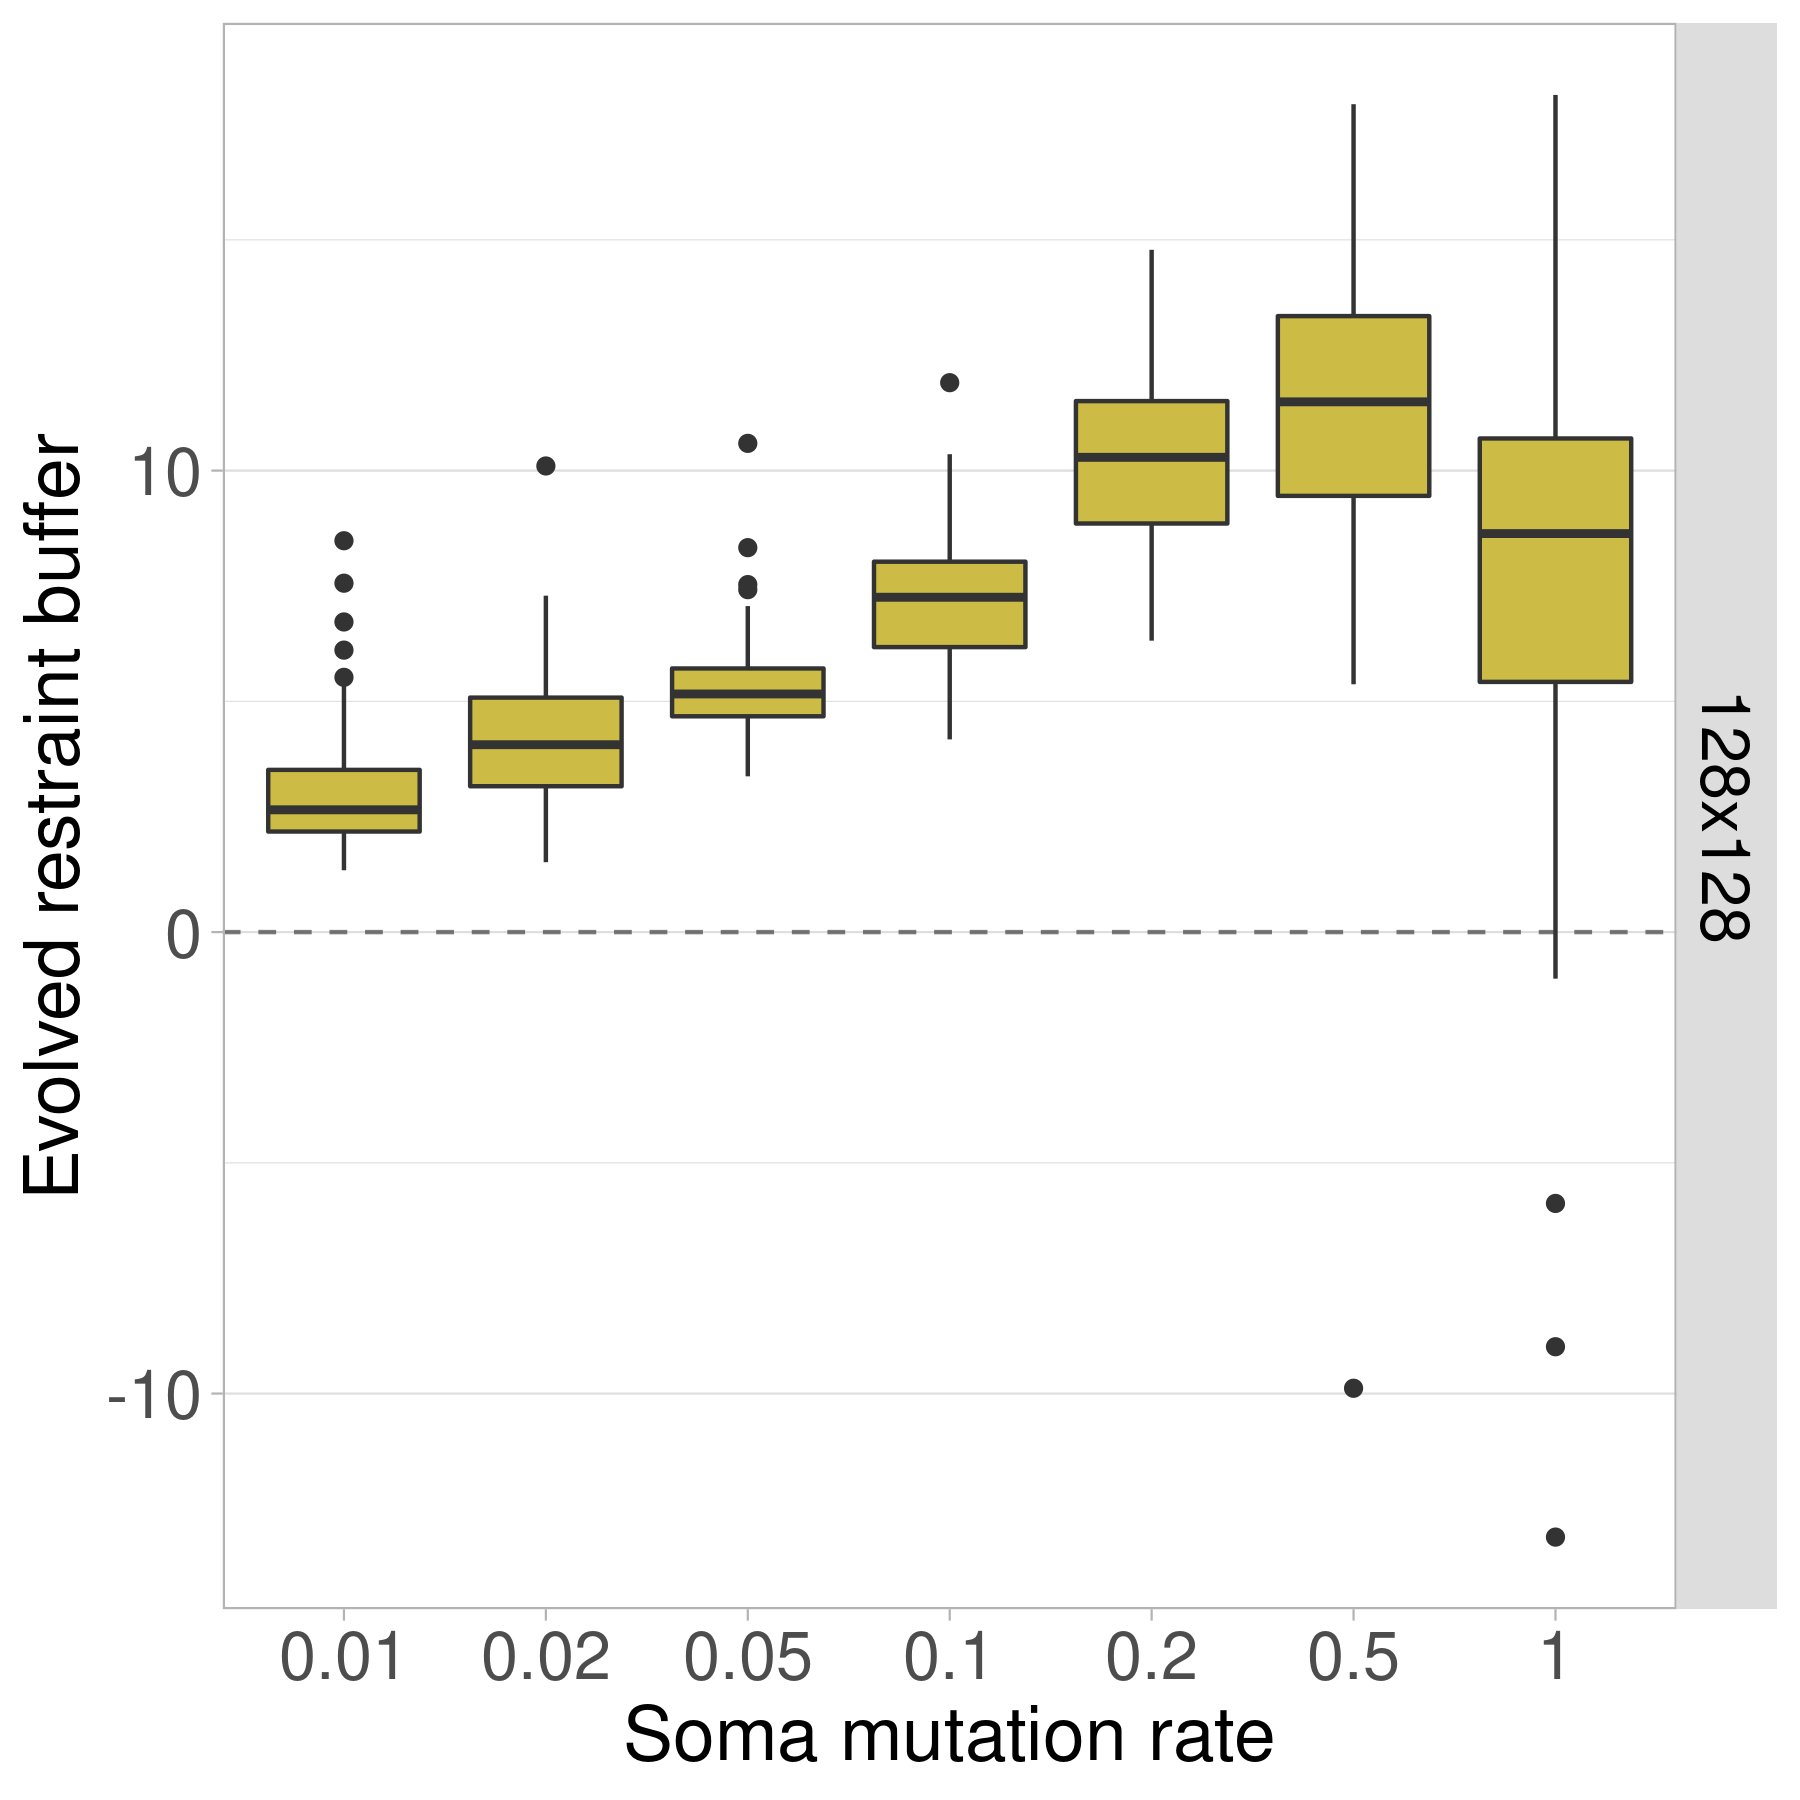 Evolved restraint buffer
10
0
-10
128x128
0.01 0.02 0.05 0.1 0.2 0.5 1
Soma mutation rate